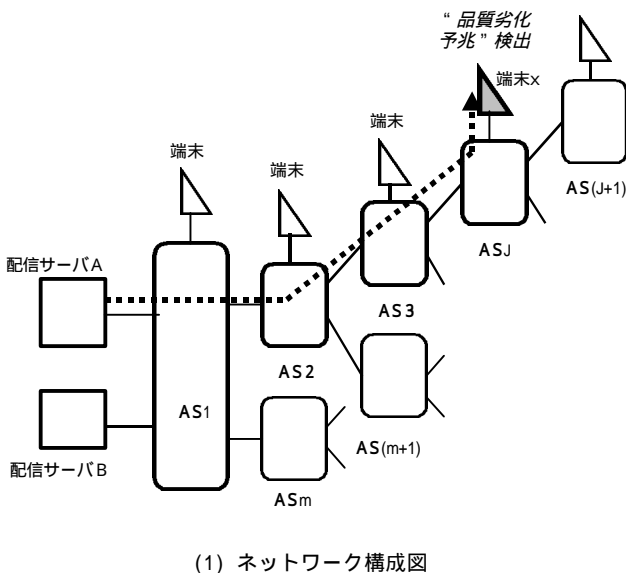 “ 品質劣化
予兆 ” 検出
端末x
端末
端末
端末
AS(J+1)
ASJ
配信サーバA
AS3
AS2
AS1
AS(m+1)
配信サーバB
ASm
(1) ネットワーク構成図